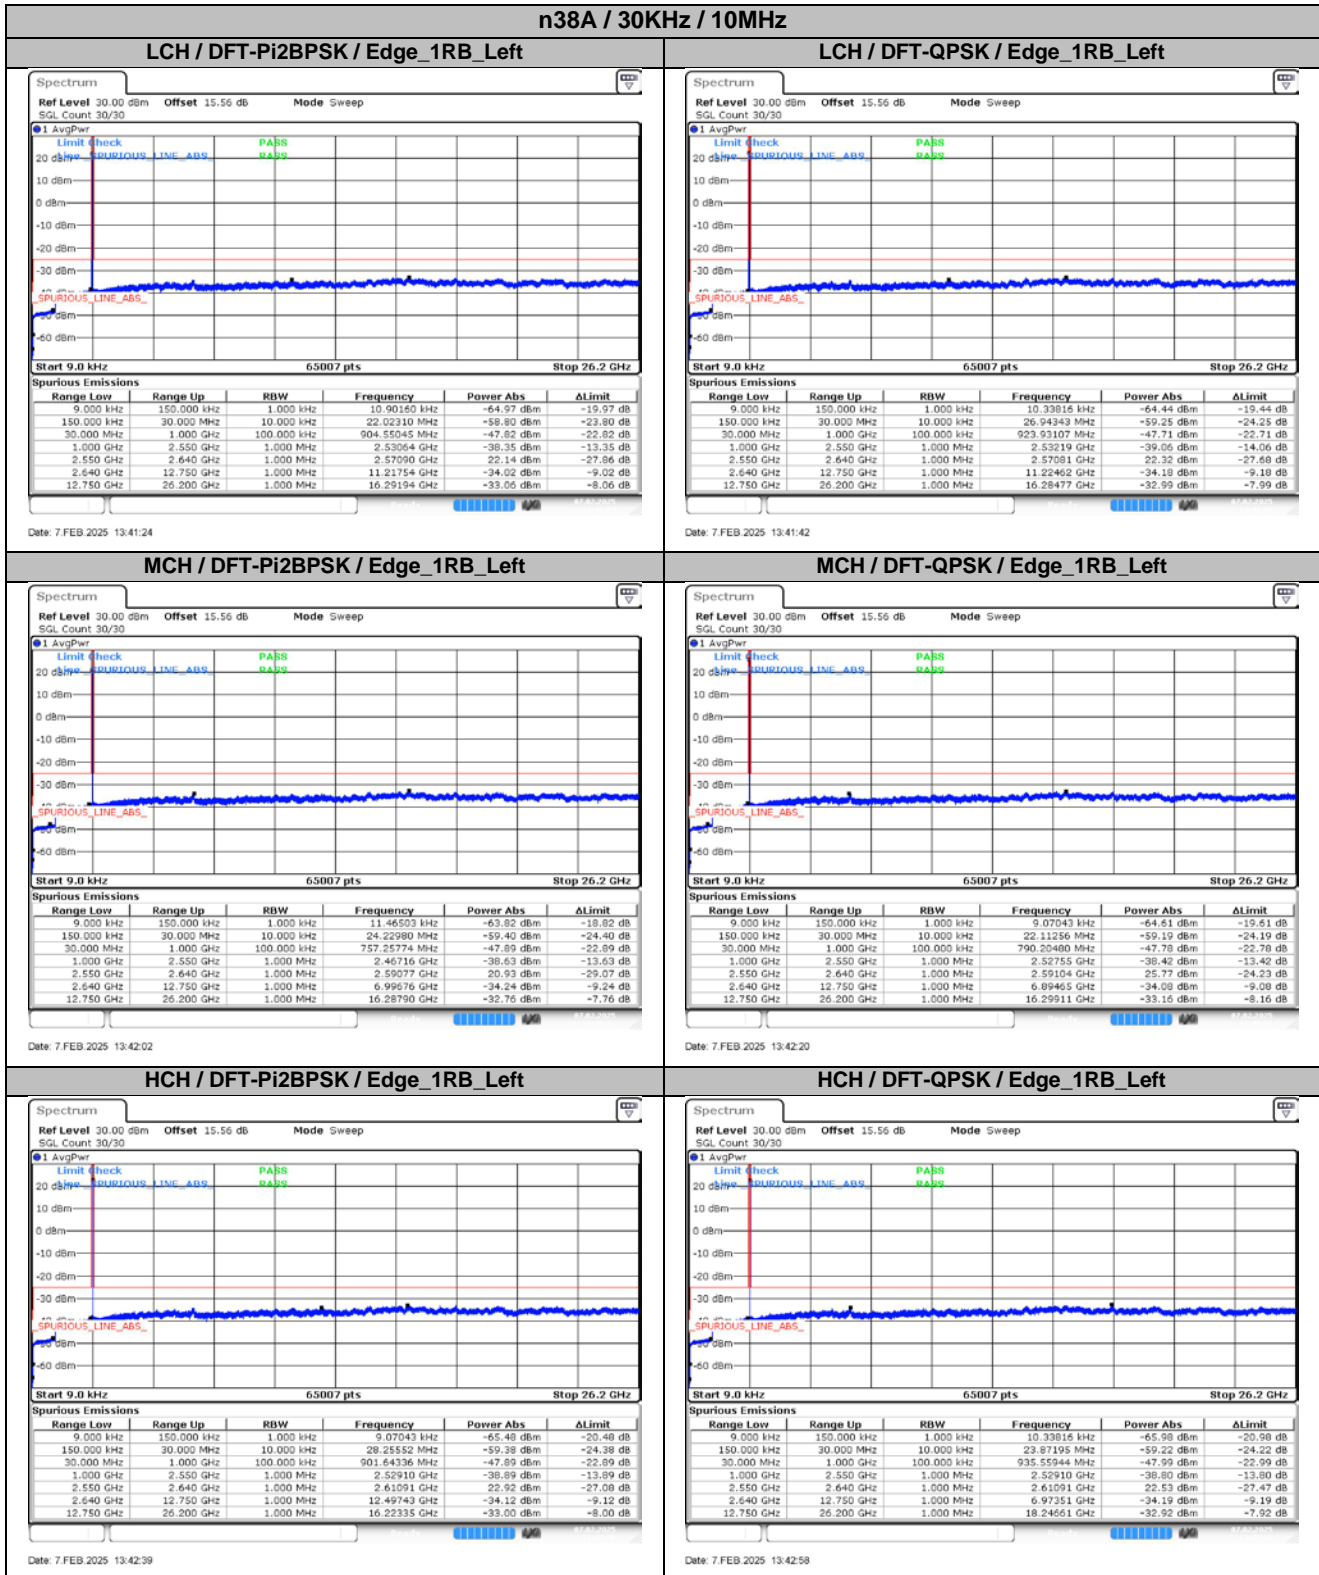 n38A / 30KHz / 10MHz
LCH / DFT-Pi2BPSK / Edge_1RB_Left
Spectrum
Ref Level 30.00 dBm Offset 15.56 dB Mode Sweep
SGL Count 30/30
1 AvgPwr
Limit Check PASS
Line _SPURIOUS_LINE_ABS_ PASS
20 dBm
10 dBm
0 dBm
-10 dBm
-20 dBm
-30 dBm
_SPURIOUS_LINE_ABS_
-50 dBm
-60 dBm
Start 9.0 kHz 65007 pts Stop 26.2 GHz
Spurious Emissions
Range Low Range Up RBW Frequency Power Abs ΔLimit
9.000 kHz 150.000 kHz 1.000 kHz 10.90160 kHz -64.97 dBm -19.97 dB
150.000 kHz 30.000 MHz 10.000 kHz 22.02310 MHz -58.80 dBm -23.80 dB
30.000 MHz 1.000 GHz 100.000 kHz 904.55045 MHz -47.82 dBm -22.82 dB
1.000 GHz 2.550 GHz 1.000 MHz 2.53064 GHz -38.35 dBm -13.35 dB
2.550 GHz 2.640 GHz 1.000 MHz 2.57090 GHz 22.14 dBm -27.86 dB
2.640 GHz 12.750 GHz 1.000 MHz 11.21754 GHz -34.02 dBm -9.02 dB
12.750 GHz 26.200 GHz 1.000 MHz 16.29194 GHz -33.06 dBm -8.06 dB
Date: 7.FEB.2025 13:41:24
LCH / DFT-QPSK / Edge_1RB_Left
Spectrum
Ref Level 30.00 dBm Offset 15.56 dB Mode Sweep
SGL Count 30/30
1 AvgPwr
Limit Check PASS
Line _SPURIOUS_LINE_ABS_ PASS
20 dBm
10 dBm
0 dBm
-10 dBm
-20 dBm
-30 dBm
_SPURIOUS_LINE_ABS_
-50 dBm
-60 dBm
Start 9.0 kHz 65007 pts Stop 26.2 GHz
Spurious Emissions
Range Low Range Up RBW Frequency Power Abs ΔLimit
9.000 kHz 150.000 kHz 1.000 kHz 10.33816 kHz -64.44 dBm -19.44 dB
150.000 kHz 30.000 MHz 10.000 kHz 26.94343 MHz -59.25 dBm -24.25 dB
30.000 MHz 1.000 GHz 100.000 kHz 923.93107 MHz -47.71 dBm -22.71 dB
1.000 GHz 2.550 GHz 1.000 MHz 2.53219 GHz -39.06 dBm -14.06 dB
2.550 GHz 2.640 GHz 1.000 MHz 2.57081 GHz 22.32 dBm -27.68 dB
2.640 GHz 12.750 GHz 1.000 MHz 11.22462 GHz -34.18 dBm -9.18 dB
12.750 GHz 26.200 GHz 1.000 MHz 16.28477 GHz -32.99 dBm -7.99 dB
Date: 7.FEB.2025 13:41:42
MCH / DFT-Pi2BPSK / Edge_1RB_Left
Spectrum
Ref Level 30.00 dBm Offset 15.56 dB Mode Sweep
SGL Count 30/30
1 AvgPwr
Limit Check PASS
Line _SPURIOUS_LINE_ABS_ PASS
20 dBm
10 dBm
0 dBm
-10 dBm
-20 dBm
-30 dBm
_SPURIOUS_LINE_ABS_
-50 dBm
-60 dBm
Start 9.0 kHz 65007 pts Stop 26.2 GHz
Spurious Emissions
Range Low Range Up RBW Frequency Power Abs ΔLimit
9.000 kHz 150.000 kHz 1.000 kHz 11.46503 kHz -63.82 dBm -18.82 dB
150.000 kHz 30.000 MHz 10.000 kHz 24.22980 MHz -59.40 dBm -24.40 dB
30.000 MHz 1.000 GHz 100.000 kHz 757.25774 MHz -47.89 dBm -22.89 dB
1.000 GHz 2.550 GHz 1.000 MHz 2.46716 GHz -38.63 dBm -13.63 dB
2.550 GHz 2.640 GHz 1.000 MHz 2.59077 GHz 20.93 dBm -29.07 dB
2.640 GHz 12.750 GHz 1.000 MHz 6.99676 GHz -34.24 dBm -9.24 dB
12.750 GHz 26.200 GHz 1.000 MHz 16.28790 GHz -32.76 dBm -7.76 dB
Date: 7.FEB.2025 13:42:02
MCH / DFT-QPSK / Edge_1RB_Left
Spectrum
Ref Level 30.00 dBm Offset 15.56 dB Mode Sweep
SGL Count 30/30
1 AvgPwr
Limit Check PASS
Line _SPURIOUS_LINE_ABS_ PASS
20 dBm
10 dBm
0 dBm
-10 dBm
-20 dBm
-30 dBm
_SPURIOUS_LINE_ABS_
-50 dBm
-60 dBm
Start 9.0 kHz 65007 pts Stop 26.2 GHz
Spurious Emissions
Range Low Range Up RBW Frequency Power Abs ΔLimit
9.000 kHz 150.000 kHz 1.000 kHz 9.07043 kHz -64.61 dBm -19.61 dB
150.000 kHz 30.000 MHz 10.000 kHz 22.11256 MHz -59.19 dBm -24.19 dB
30.000 MHz 1.000 GHz 100.000 kHz 790.20480 MHz -47.78 dBm -22.78 dB
1.000 GHz 2.550 GHz 1.000 MHz 2.52755 GHz -38.42 dBm -13.42 dB
2.550 GHz 2.640 GHz 1.000 MHz 2.59104 GHz 25.77 dBm -24.23 dB
2.640 GHz 12.750 GHz 1.000 MHz 6.89465 GHz -34.08 dBm -9.08 dB
12.750 GHz 26.200 GHz 1.000 MHz 16.29911 GHz -33.16 dBm -8.16 dB
Date: 7.FEB.2025 13:42:20
HCH / DFT-Pi2BPSK / Edge_1RB_Left
Spectrum
Ref Level 30.00 dBm Offset 15.56 dB Mode Sweep
SGL Count 30/30
1 AvgPwr
Limit Check PASS
Line _SPURIOUS_LINE_ABS_ PASS
20 dBm
10 dBm
0 dBm
-10 dBm
-20 dBm
-30 dBm
_SPURIOUS_LINE_ABS_
-50 dBm
-60 dBm
Start 9.0 kHz 65007 pts Stop 26.2 GHz
Spurious Emissions
Range Low Range Up RBW Frequency Power Abs ΔLimit
9.000 kHz 150.000 kHz 1.000 kHz 9.07043 kHz -65.48 dBm -20.48 dB
150.000 kHz 30.000 MHz 10.000 kHz 28.25552 MHz -59.38 dBm -24.38 dB
30.000 MHz 1.000 GHz 100.000 kHz 901.64336 MHz -47.89 dBm -22.89 dB
1.000 GHz 2.550 GHz 1.000 MHz 2.52910 GHz -38.89 dBm -13.89 dB
2.550 GHz 2.640 GHz 1.000 MHz 2.61091 GHz 22.92 dBm -27.08 dB
2.640 GHz 12.750 GHz 1.000 MHz 12.49743 GHz -34.12 dBm -9.12 dB
12.750 GHz 26.200 GHz 1.000 MHz 16.22335 GHz -33.00 dBm -8.00 dB
Date: 7.FEB.2025 13:42:39
HCH / DFT-QPSK / Edge_1RB_Left
Spectrum
Ref Level 30.00 dBm Offset 15.56 dB Mode Sweep
SGL Count 30/30
1 AvgPwr
Limit Check PASS
Line _SPURIOUS_LINE_ABS_ PASS
20 dBm
10 dBm
0 dBm
-10 dBm
-20 dBm
-30 dBm
_SPURIOUS_LINE_ABS_
-50 dBm
-60 dBm
Start 9.0 kHz 65007 pts Stop 26.2 GHz
Spurious Emissions
Range Low Range Up RBW Frequency Power Abs ΔLimit
9.000 kHz 150.000 kHz 1.000 kHz 10.33816 kHz -65.98 dBm -20.98 dB
150.000 kHz 30.000 MHz 10.000 kHz 23.87195 MHz -59.22 dBm -24.22 dB
30.000 MHz 1.000 GHz 100.000 kHz 935.55944 MHz -47.99 dBm -22.99 dB
1.000 GHz 2.550 GHz 1.000 MHz 2.52910 GHz -38.80 dBm -13.80 dB
2.550 GHz 2.640 GHz 1.000 MHz 2.61091 GHz 22.53 dBm -27.47 dB
2.640 GHz 12.750 GHz 1.000 MHz 6.97351 GHz -34.19 dBm -9.19 dB
12.750 GHz 26.200 GHz 1.000 MHz 18.24661 GHz -32.92 dBm -7.92 dB
Date: 7.FEB.2025 13:42:58